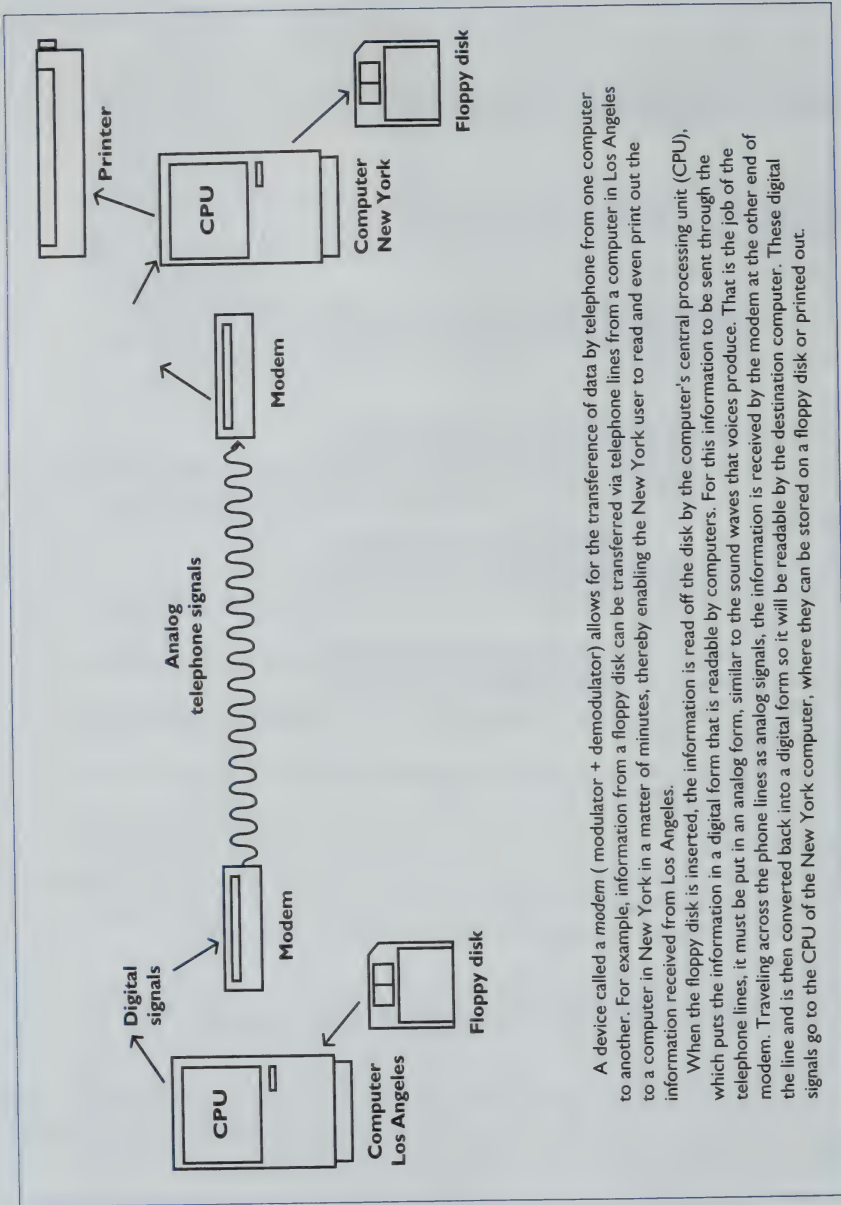 Printer
CPU
Floppy disk
Computer
New York
Modem
Analog
telephone signals
Modem
Digital
signals
CPU
Floppy disk
Computer
Los Angeles
A device called a modem ( modulator + demodulator) allows for the transference of data by telephone from one computer
to another. For example, information from a floppy disk can be transferred via telephone lines from a computer in Los Angeles
to a computer in New York in a matter of minutes, thereby enabling the New York user to read and even print out the
information received from Los Angeles.
When the floppy disk is inserted, the information is read off the disk by the computer's central processing unit (CPU),
which puts the information in a digital form that is readable by computers. For this information to be sent through the
telephone lines, it must be put in an analog form, similar to the sound waves that voices produce. That is the job of the
modem. Traveling across the phone lines as analog signals, the information is received by the modem at the other end of
the line and is then converted back into a digital form so it will be readable by the destination computer. These digital
signals go to the CPU of the New York computer, where they can be stored on a floppy disk or printed out.